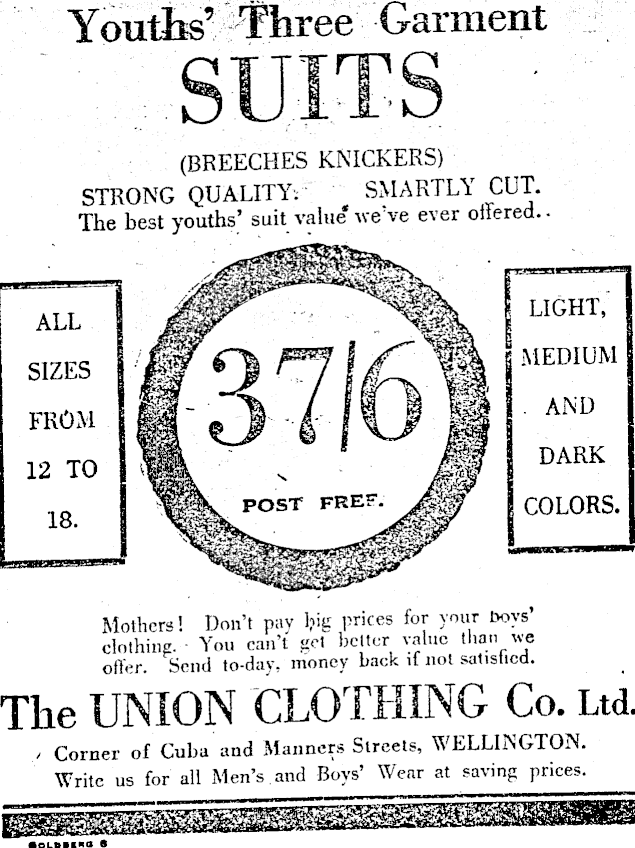 Youths' Three Garment
SUITS
(BREECHES KNICKERS)
STRONG QUALITY. SMARTLY CUT.
The best youths' suit value we've ever offered..
ALL
SIZES
FROM
12 TO
18.
37/6
POST FREE.
LIGHT,
MEDIUM
AND
DARK
COLORS.
Mothers! Don't pay big prices for your boys'
clothing. You can't get better value than we
offer. Send to-day, money back if not satisfied.
The UNION CLOTHING Co. Ltd.
Corner of Cuba and Manners Streets, WELLINGTON.
Write us for all Men's and Boys' Wear at saving prices.
GOLDBERG 6